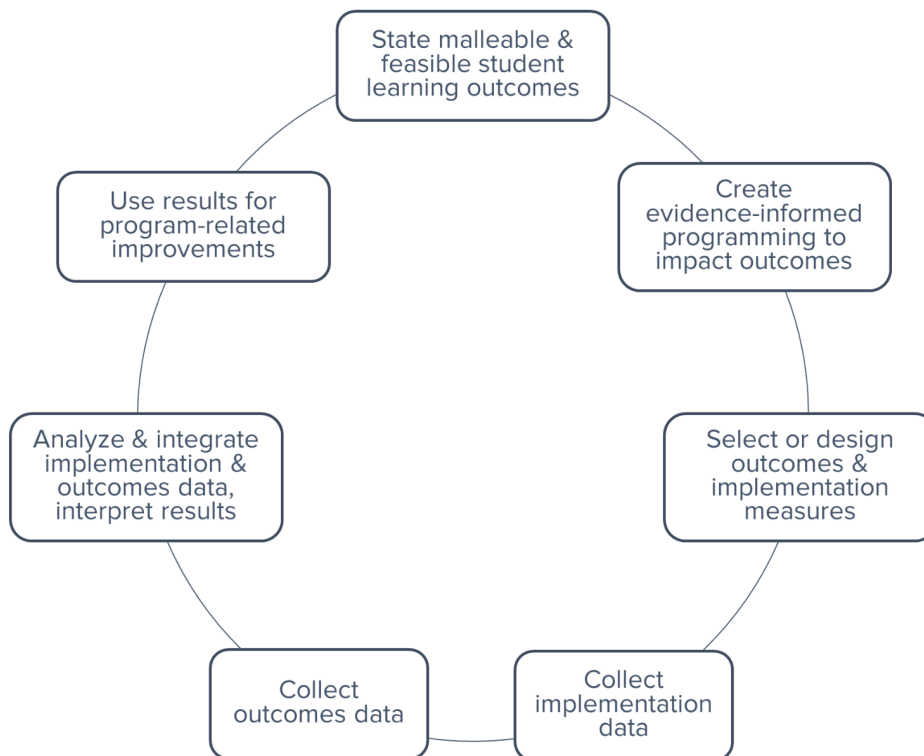 State malleable &
feasible student
learning outcomes
Create
evidence-informed
programming to
impact outcomes
Select or design
outcomes &
implementation
measures
Collect
implementation
data
Collect
outcomes data
Analyze & integrate
implementation &
outcomes data,
interpret results
Use results for
program-related
improvements